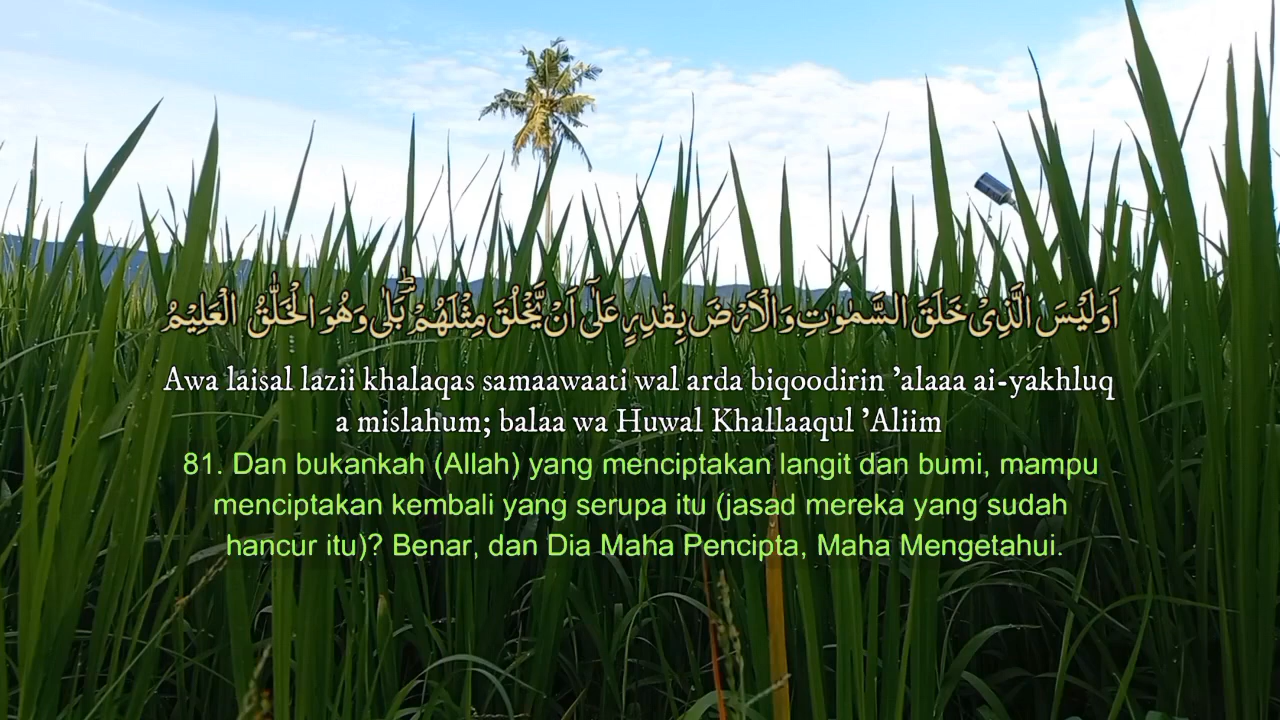 اَوَلَيْسَ الَّذِيْ خَلَقَ السَّمٰوٰتِ وَالْاَرْضَ بِقٰدِرٍ عَلٰٓى اَنْ يَّخْلُقَ مِثْلَهُمْ ۗبَلٰى وَهُوَ الْخَلّٰقُ الْعَلِيْمُ
Awa laisal lazii khalaqas samaawaati wal arda biqoodirin 'alaaa ai-yakhluq
a mislahum; balaa wa Huwal Khallaaqul 'Aliim
81. Dan bukankah (Allah) yang menciptakan langit dan bumi, mampu
menciptakan kembali yang serupa itu (jasad mereka yang sudah
hancur itu)? Benar, dan Dia Maha Pencipta, Maha Mengetahui.